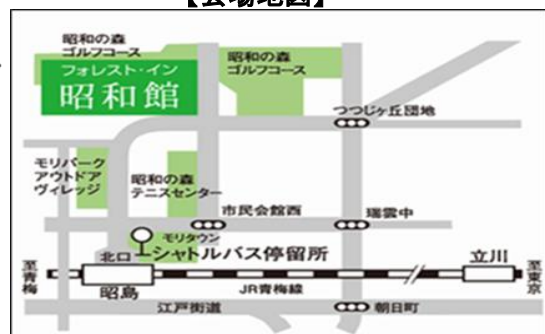 【会場地図】
昭和の森
ゴルフコース
昭和の森
ゴルフコース
フォレスト・イン
昭和館
つつじヶ丘団地
モリパーク
アウトドア
ヴィレッジ
昭和の森
テニスセンター
市民会館西
瑞雲中
モリタウン
シャトルバス停留所
北口
至青梅
昭島
JR青梅線
立川
至東京
江戸街道
朝日町